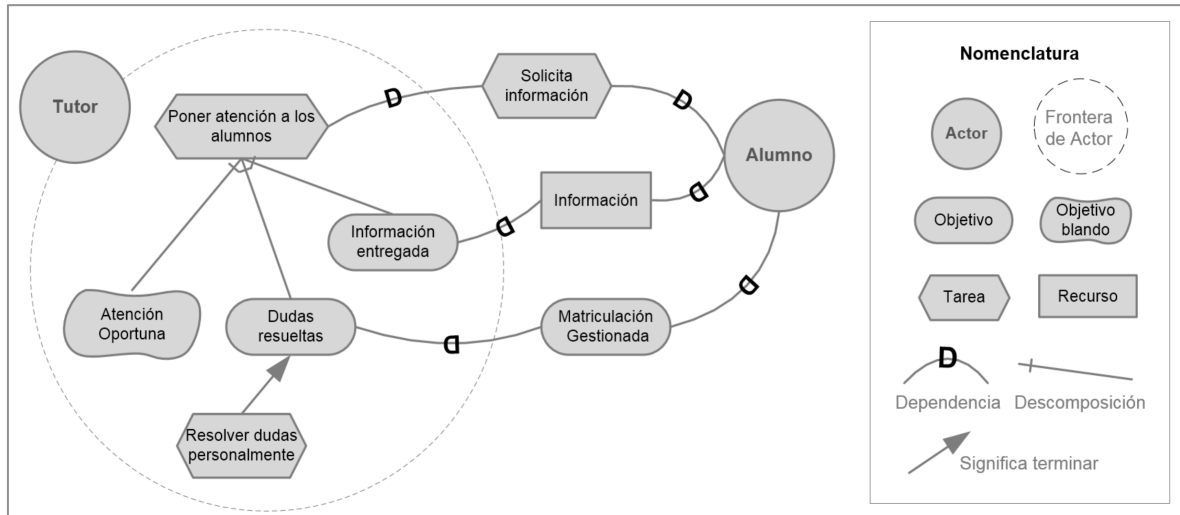 Tutor
Poner atención a los
alumnos
D
Solicita
información
D
Alumno
Información
D
Información
entregada
D
Atención
Oportuna
Dudas
resueltas
D
Matriculación
Gestionada
D
Resolver dudas
personalmente
Nomenclatura
Actor
Frontera
de Actor
Objetivo
Objetivo
blando
Tarea
Recurso
D
Dependencia
Descomposición
Significa terminar